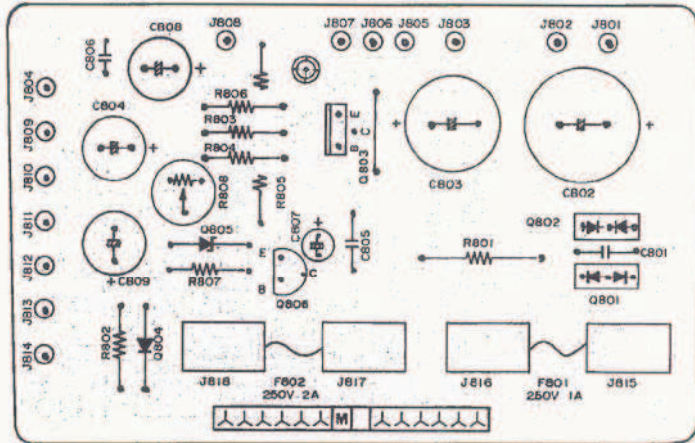 C808
J808
J807
J806
J805
J803
J802
J801
C806
J804
R806
C804
R803
E
C
B
Q803
J809
R804
C803
C802
J810
R808
R805
J811
Q805
C807
C805
Q802
R801
C801
E
J812
R807
C
C809
B
Q806
Q801
J813
R802
Q804
J814
J818
F802
J817
J816
F801
J815
250V 2A
250V 1A
M